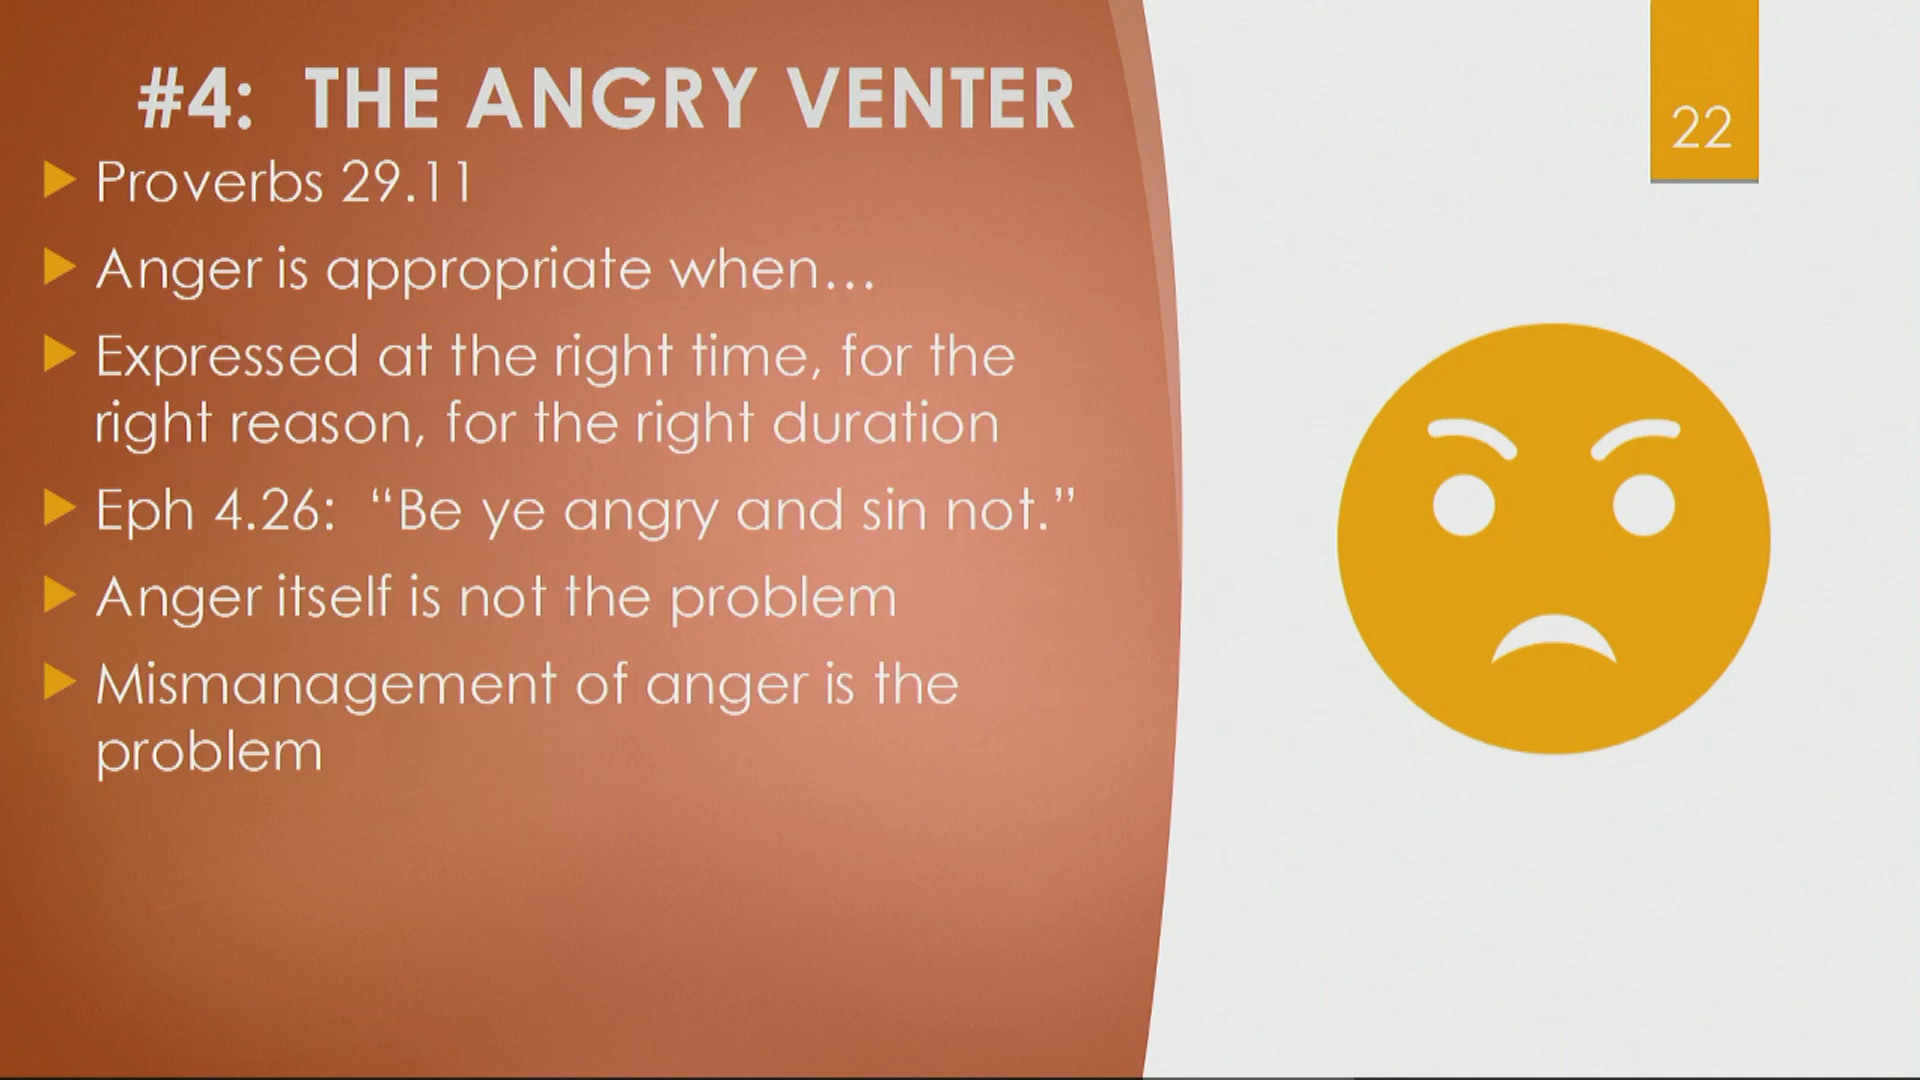 #4:  THE ANGRY VENTER
22
Proverbs 29.11
Anger is appropriate when…
Expressed at the right time, for the
right reason, for the right duration
Eph 4.26:  “Be ye angry and sin not.”
Anger itself is not the problem
Mismanagement of anger is the
problem